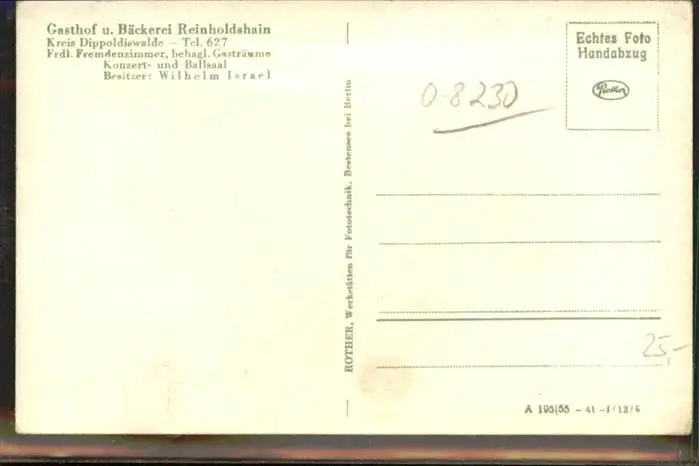 Gasthof u. Bäckerei Reinholdshain
Kreis Dippoldiswalde — Tel. 627
Frdl. Fremdenzimmer, behagl. Gasträume
Konzert- und Ballsaal
Besitzer: Wilhelm Israel
ROTHER, Werkstätten für Fototechnik, Bestensee bei Berlin
O-8230
Echtes Foto
Handabzug
Rother
25,-
A 195/55 - 41 - I/12/6